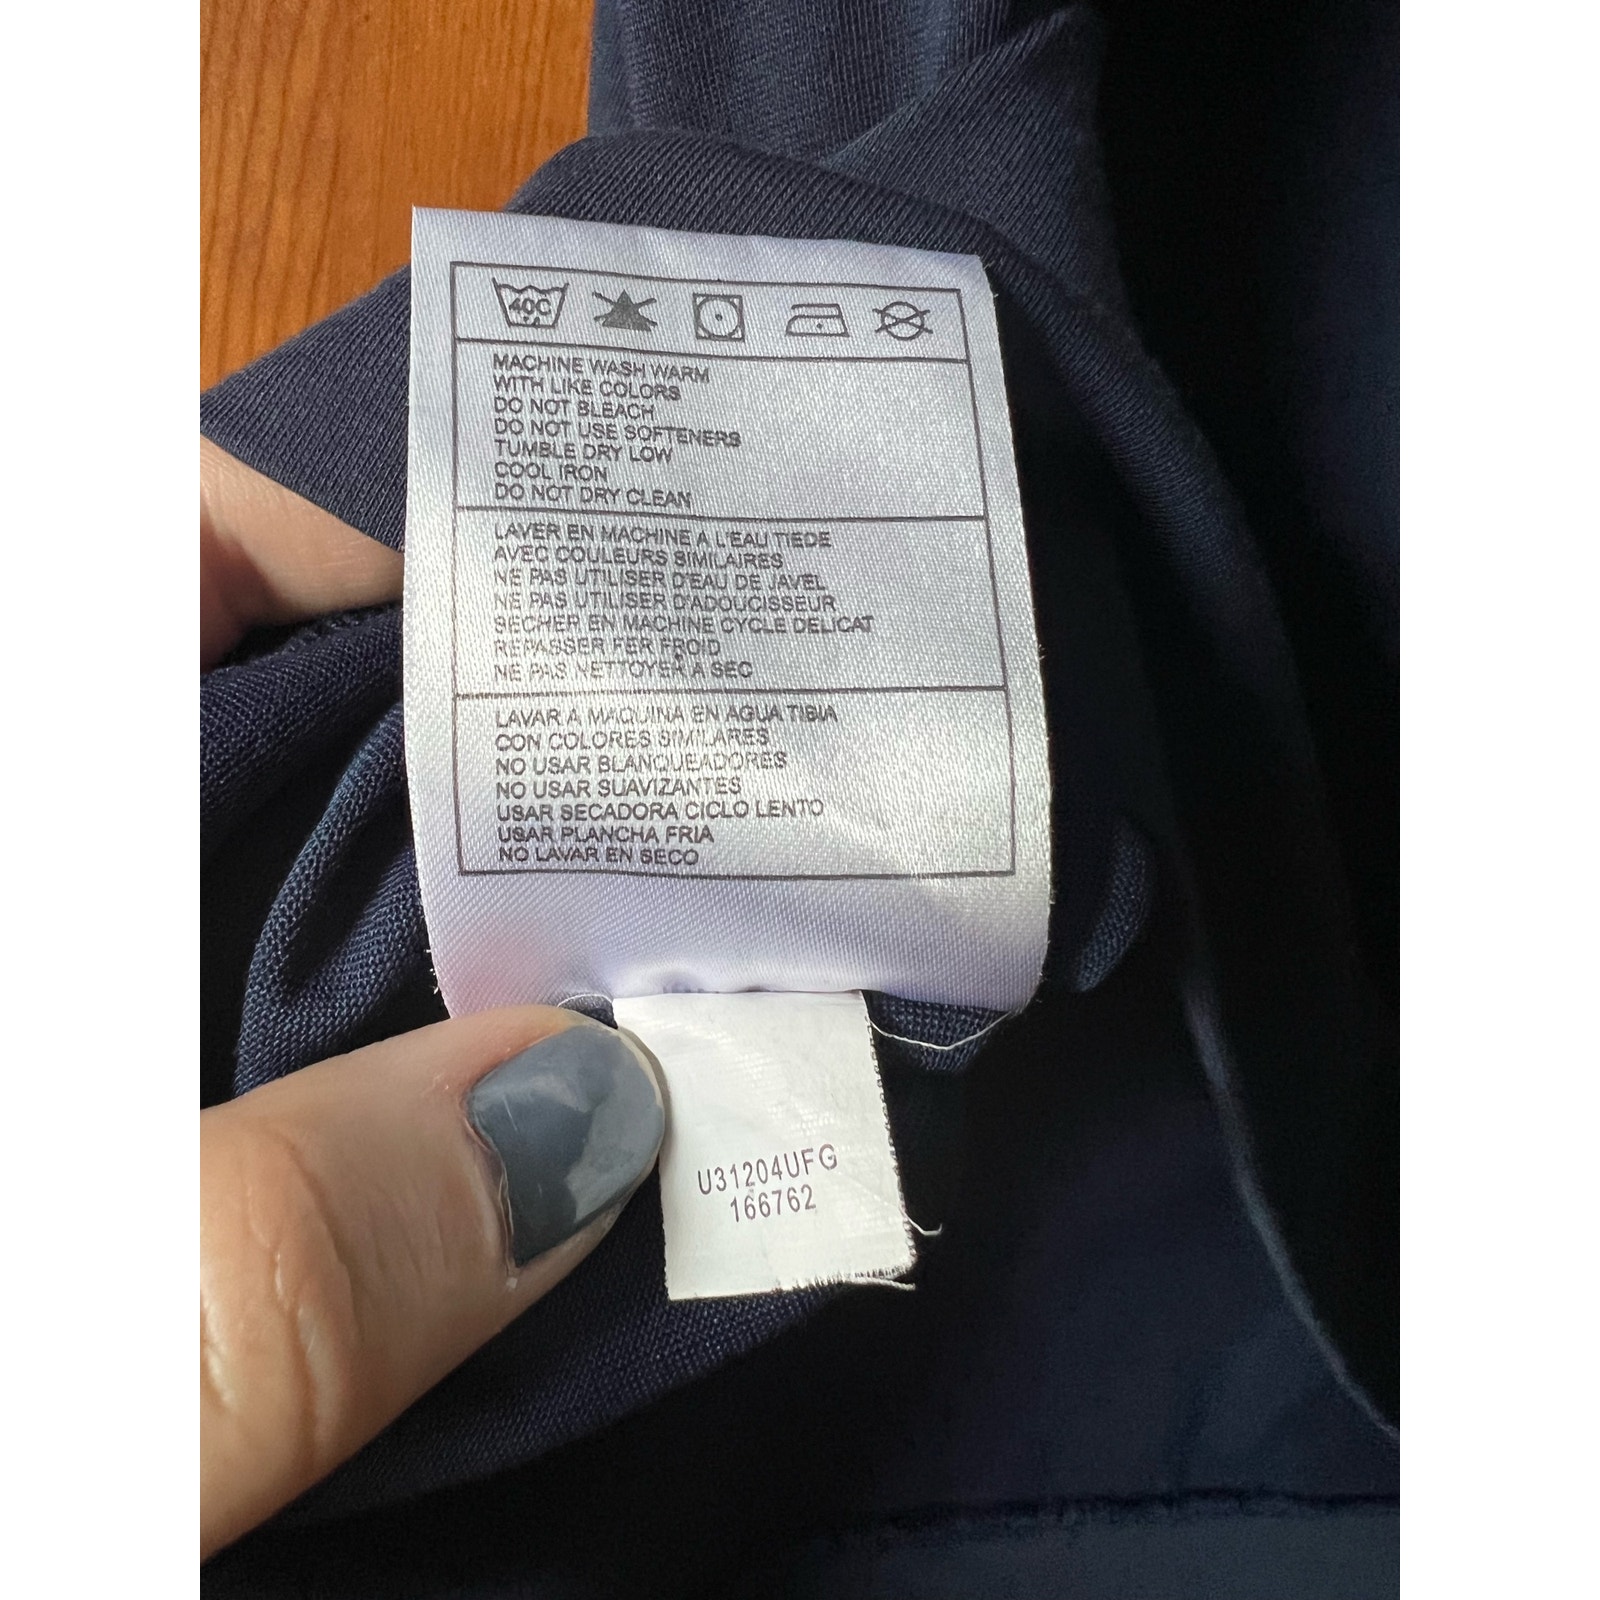 40C
MACHINE WASH WARM
WITH LIKE COLORS
DO NOT BLEACH
DO NOT USE SOFTENERS
TUMBLE DRY LOW
COOL IRON
DO NOT DRY CLEAN
LAVER EN MACHINE A L'EAU TIEDE
AVEC COULEURS SIMILAIRES
NE PAS UTILISER D'EAU DE JAVEL
NE PAS UTILISER D'ADOUCISSEUR
SECHER EN MACHINE CYCLE DELICAT
REPASSER FER FROID
NE PAS NETTOYER A SEC
LAVAR A MAQUINA EN AGUA TIBIA
CON COLORES SIMILARES
NO USAR BLANQUEADORES
NO USAR SUAVIZANTES
USAR SECADORA CICLO LENTO
USAR PLANCHA FRIA
NO LAVAR EN SECO
U31204UFG
166762